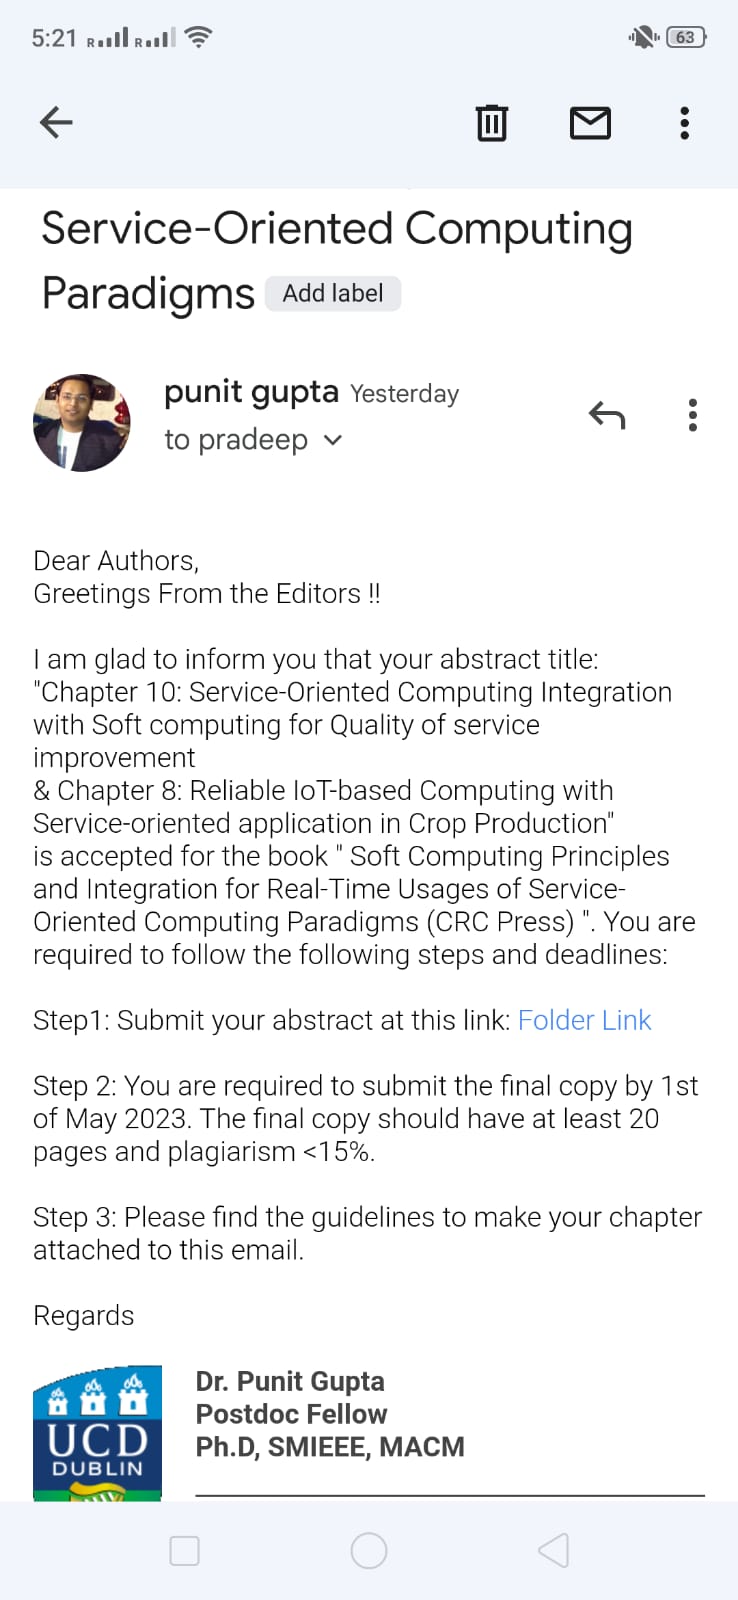 5:21
R R
63
Service-Oriented Computing
Paradigms Add label
punit gupta Yesterday
to pradeep
Dear Authors,
Greetings From the Editors !!
I am glad to inform you that your abstract title:
"Chapter 10: Service-Oriented Computing Integration
with Soft computing for Quality of service
improvement
& Chapter 8: Reliable IoT-based Computing with
Service-oriented application in Crop Production"
is accepted for the book " Soft Computing Principles
and Integration for Real-Time Usages of Service-
Oriented Computing Paradigms (CRC Press) ". You are
required to follow the following steps and deadlines:
Step1: Submit your abstract at this link: Folder Link
Step 2: You are required to submit the final copy by 1st
of May 2023. The final copy should have at least 20
pages and plagiarism <15%.
Step 3: Please find the guidelines to make your chapter
attached to this email.
Regards
Dr. Punit Gupta
Postdoc Fellow
Ph.D, SMIEEE, MACM
UCD
DUBLIN